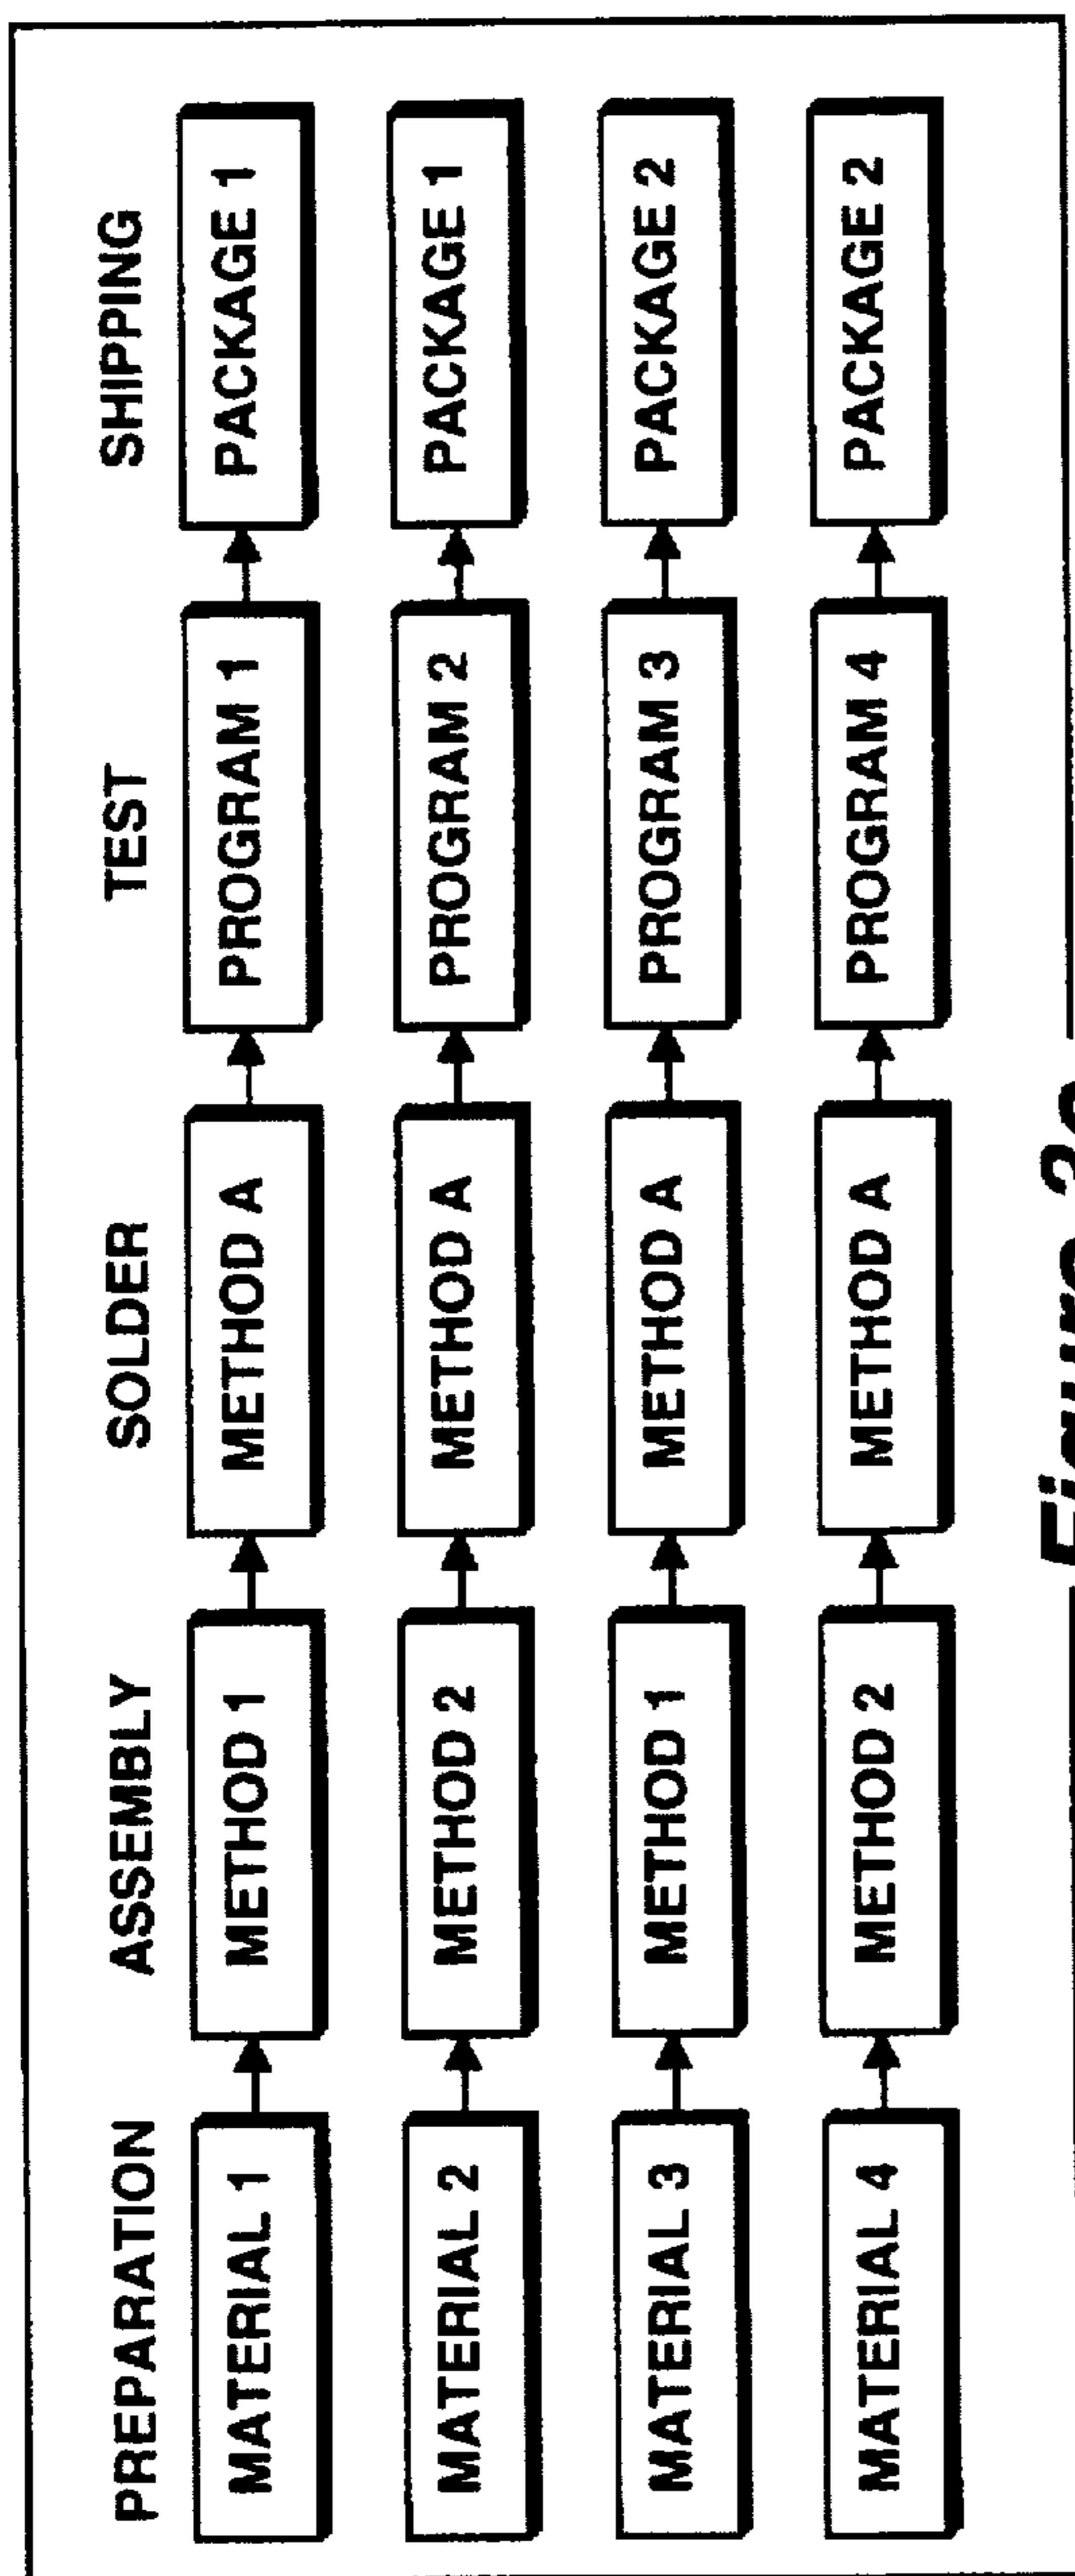 PREPARATION ASSEMBLY SOLDER TEST SHIPPING
MATERIAL 1 METHOD 1 METHOD A PROGRAM 1 PACKAGE 1
MATERIAL 2 METHOD 2 METHOD A PROGRAM 2 PACKAGE 1
MATERIAL 3 METHOD 1 METHOD A PROGRAM 3 PACKAGE 2
MATERIAL 4 METHOD 2 METHOD A PROGRAM 4 PACKAGE 2
Figure